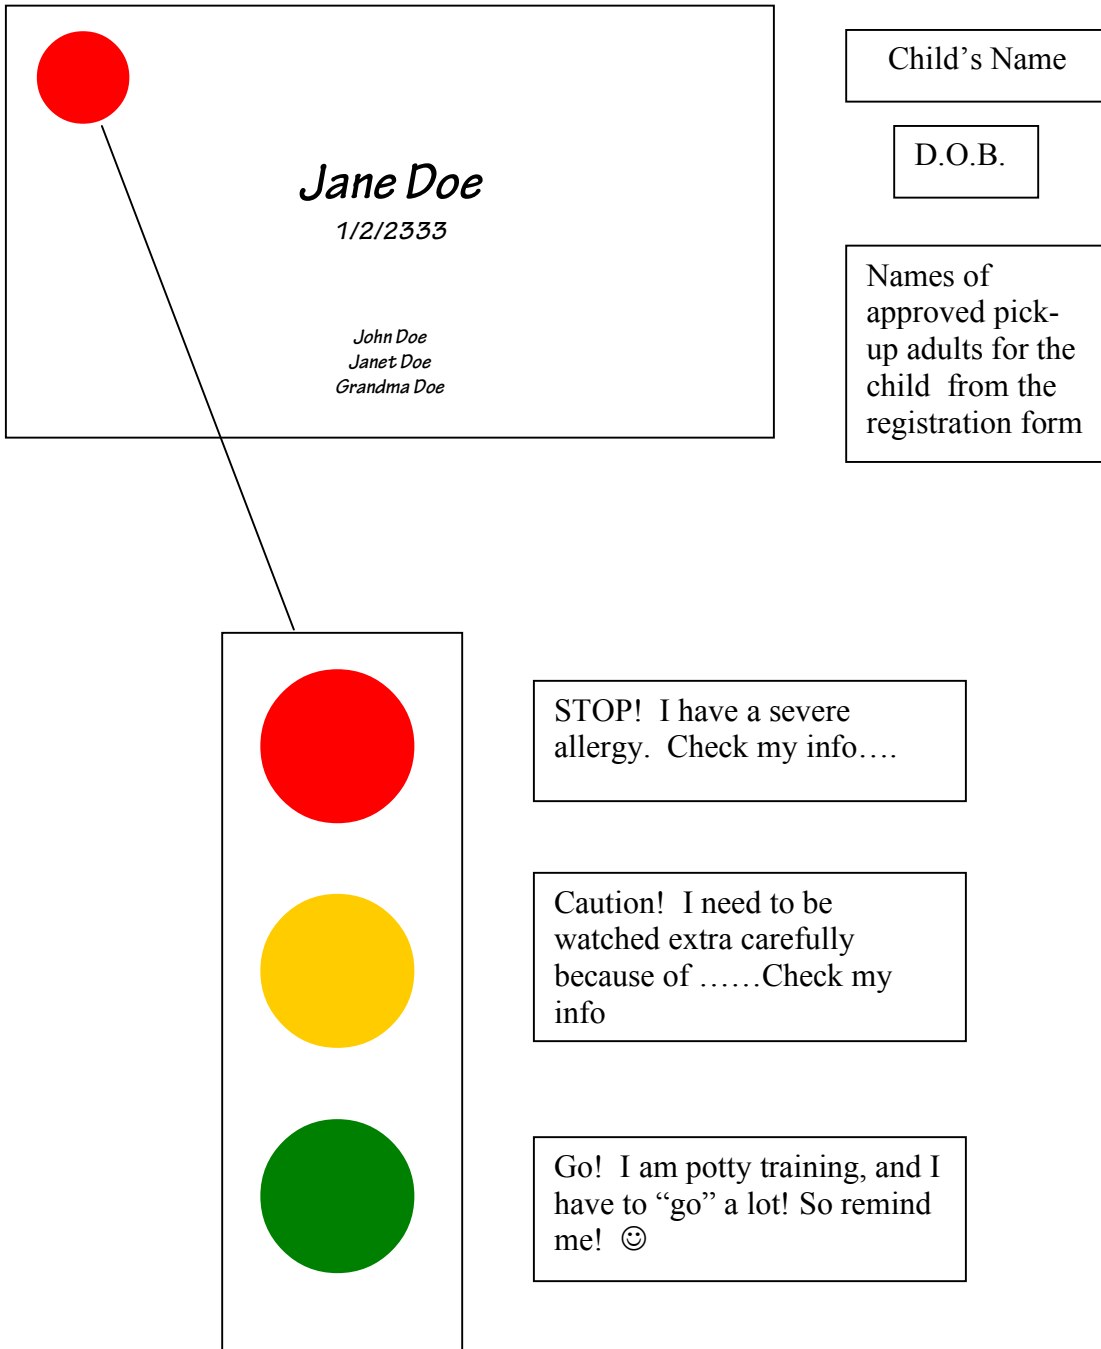 Jane Doe
1/2/2333
John Doe
Janet Doe
Grandma Doe
Child’s Name
D.O.B.
Names of
approved pick-
up adults for the
child  from the
registration form
STOP!  I have a severe
allergy.  Check my info….
Caution!  I need to be
watched extra carefully
because of ……Check my
info
Go!  I am potty training, and I
have to “go” a lot! So remind
me!  ☺